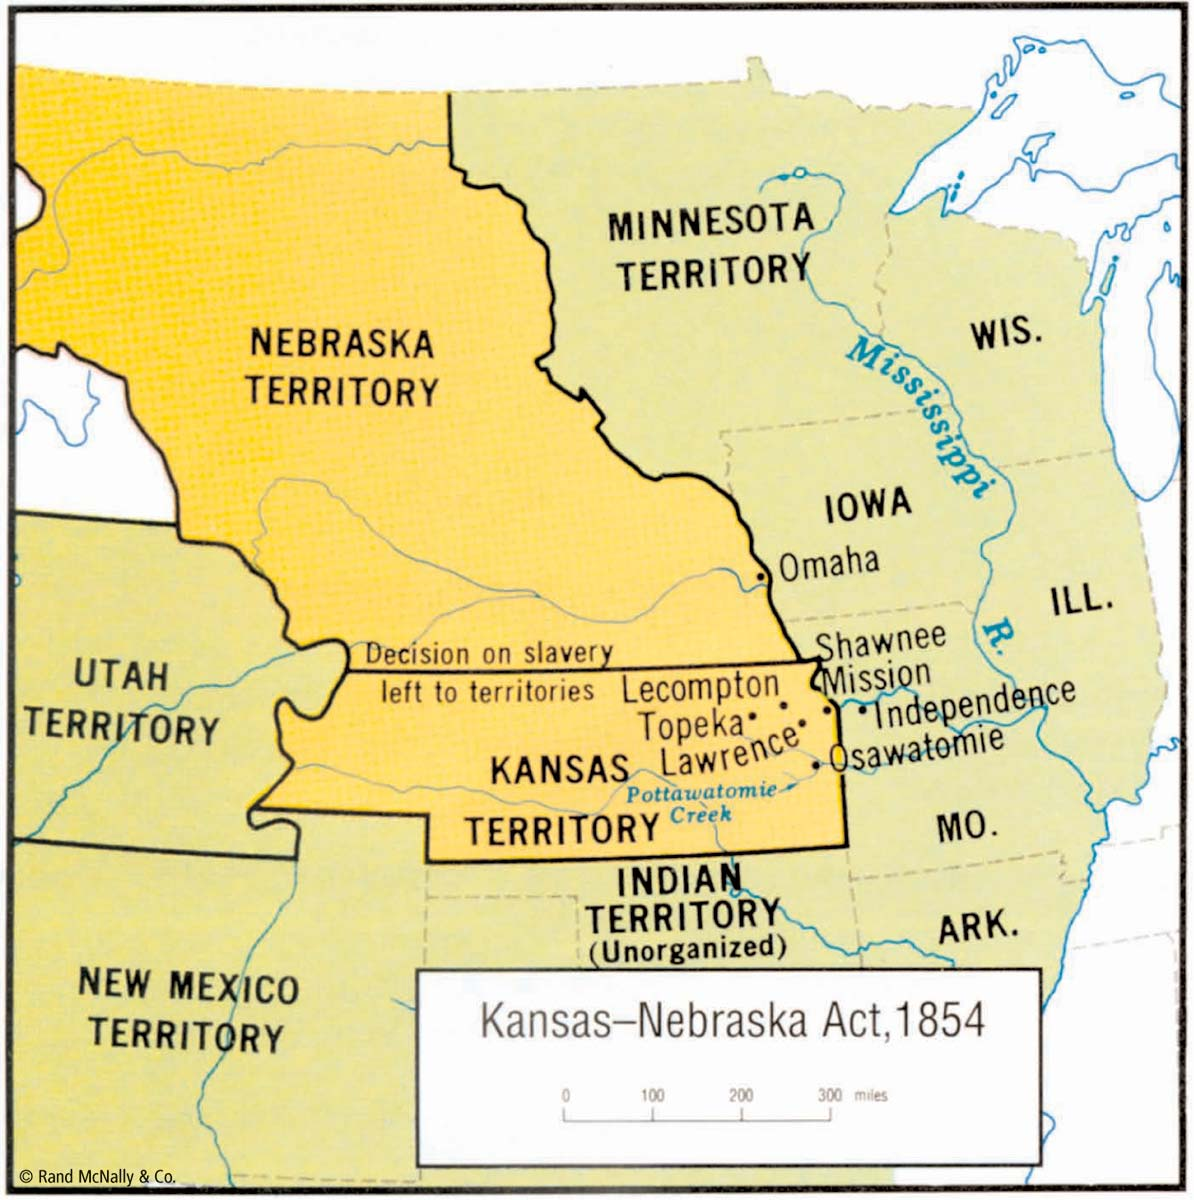 MINNESOTA
TERRITORY
NEBRASKA
TERRITORY
WIS.
Mississippi
R.
IOWA
Omaha
ILL.
Decision on slavery
left to territories
UTAH
TERRITORY
Shawnee
Mission
Lecompton
Topeka
Lawrence
Independence
Osawatomie
KANSAS
TERRITORY
Pottawatomie
Creek
MO.
INDIAN
TERRITORY
(Unorganized)
ARK.
NEW MEXICO
TERRITORY
Kansas–Nebraska Act, 1854
0 100 200 300 miles
© Rand McNally & Co.